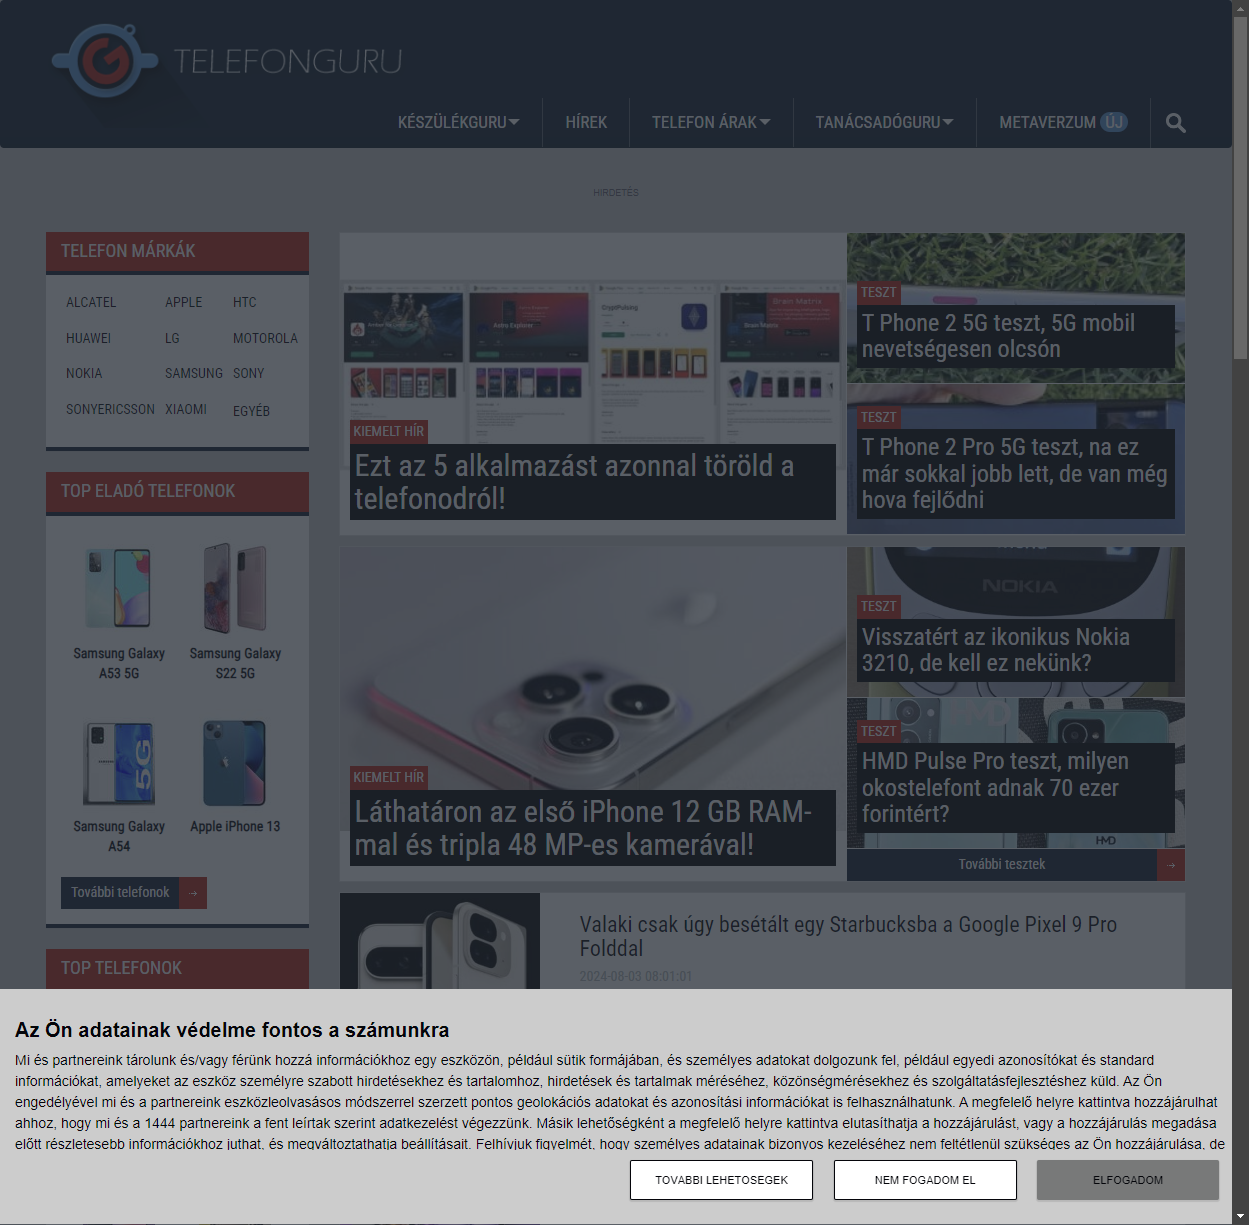 TELEFONGURU
KÉSZÜLÉKGURU
HÍREK
TELEFON ÁRAK
TANÁCSADÓGURU
METAVERZUM ÚJ
HIRDETÉS
TELEFON MÁRKÁK
ALCATEL APPLE HTC
HUAWEI LG MOTOROLA
NOKIA SAMSUNG SONY
SONYERICSSON XIAOMI EGYÉB
TOP ELADÓ TELEFONOK
Samsung Galaxy
A53 5G
Samsung Galaxy
S22 5G
5G
Samsung Galaxy
A54
Apple iPhone 13
További telefonok →
TOP TELEFONOK
KIEMELT HÍR
Ezt az 5 alkalmazást azonnal töröld a
telefonodról!
TESZT
T Phone 2 5G teszt, 5G mobil
nevetségesen olcsón
TESZT
T Phone 2 Pro 5G teszt, na ez
már sokkal jobb lett, de van még
hova fejlődni
KIEMELT HÍR
Láthatáron az első iPhone 12 GB RAM-
mal és tripla 48 MP-es kamerával!
NOKIA
TESZT
Visszatért az ikonikus Nokia
3210, de kell ez nekünk?
HMD
TESZT
HMD Pulse Pro teszt, milyen
okostelefont adnak 70 ezer
forintért?
HMD
További tesztek →
Valaki csak úgy besétált egy Starbucksba a Google Pixel 9 Pro
Folddal
2024-08-03 08:01:01
Az Ön adatainak védelme fontos a számunkra
Mi és partnereink tárolunk és/vagy férünk hozzá információkhoz egy eszközön, például sütik formájában, és személyes adatokat dolgozunk fel, például egyedi azonosítókat és standard
információkat, amelyeket az eszköz személyre szabott hirdetésekhez és tartalomhoz, hirdetések és tartalmak méréséhez, közönségmérésekhez és szolgáltatásfejlesztéshez küld. Az Ön
engedélyével mi és a partnereink eszközleolvasásos módszerrel szerzett pontos geolokációs adatokat és azonosítási információkat is felhasználhatunk. A megfelelő helyre kattintva hozzájárulhat
ahhoz, hogy mi és a 1444 partnereink a fent leírtak szerint adatkezelést végezzünk. Másik lehetőségként a megfelelő helyre kattintva elutasíthatja a hozzájárulást, vagy a hozzájárulás megadása
előtt részletesebb információkhoz juthat, és megváltoztathatja beállításait. Felhívjuk figyelmét, hogy személyes adatainak bizonyos kezeléséhez nem feltétlenül szükséges az Ön hozzájárulása, de
TOVÁBBI LEHETŐSÉGEK
NEM FOGADOM EL
ELFOGADOM